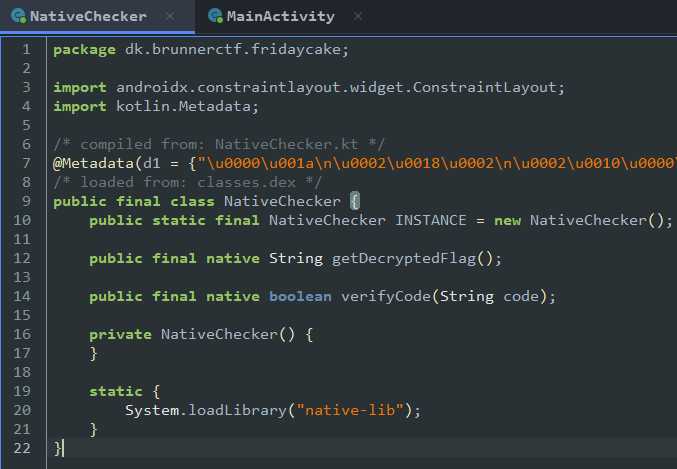 NativeChecker × MainActivity ×
1 package dk.brunnerctf.fridaycake;
2
3 import androidx.constraintlayout.widget.ConstraintLayout;
4 import kotlin.Metadata;
5
6 /* compiled from: NativeChecker.kt */
7 @Metadata(d1 = {"\u0000\u001a\n\u0002\u0018\u0002\n\u0002\u0010\u0000\
8 /* loaded from: classes.dex */
9 public final class NativeChecker {
10     public static final NativeChecker INSTANCE = new NativeChecker();
11
12     public final native String getDecryptedFlag();
13
14     public final native boolean verifyCode(String code);
15
16     private NativeChecker() {
17     }
18
19     static {
20         System.loadLibrary("native-lib");
21     }
22 }